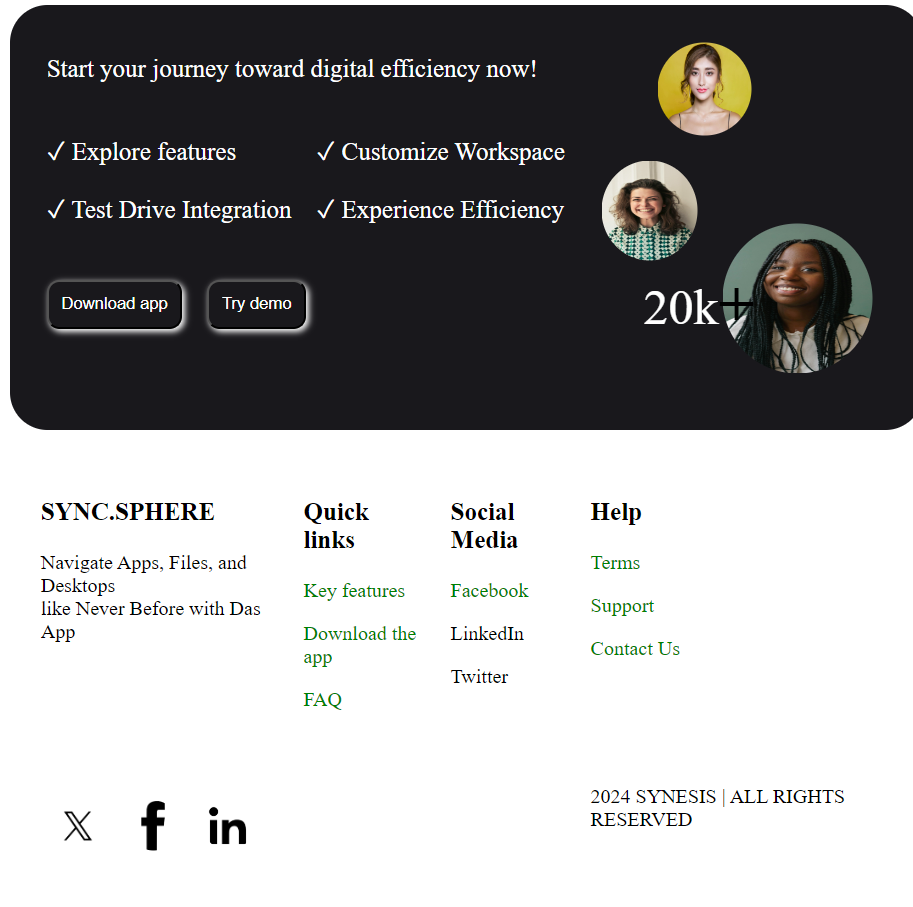 Start your journey toward digital efficiency now!
✓ Explore features
✓ Customize Workspace
✓ Test Drive Integration
✓ Experience Efficiency
Download app
Try demo
20k+
SYNC.SPHERE
Navigate Apps, Files, and
Desktops
like Never Before with Das
App
Quick
links
Key features
Download the
app
FAQ
Social
Media
Facebook
LinkedIn
Twitter
Help
Terms
Support
Contact Us
X
f
in
2024 SYNESIS | ALL RIGHTS
RESERVED